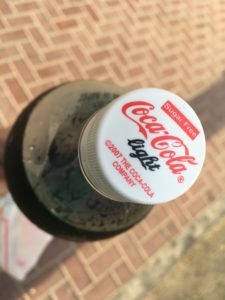 Sugar Free
Coca-Cola®
light
©2007 THE COCA-COLA
COMPANY